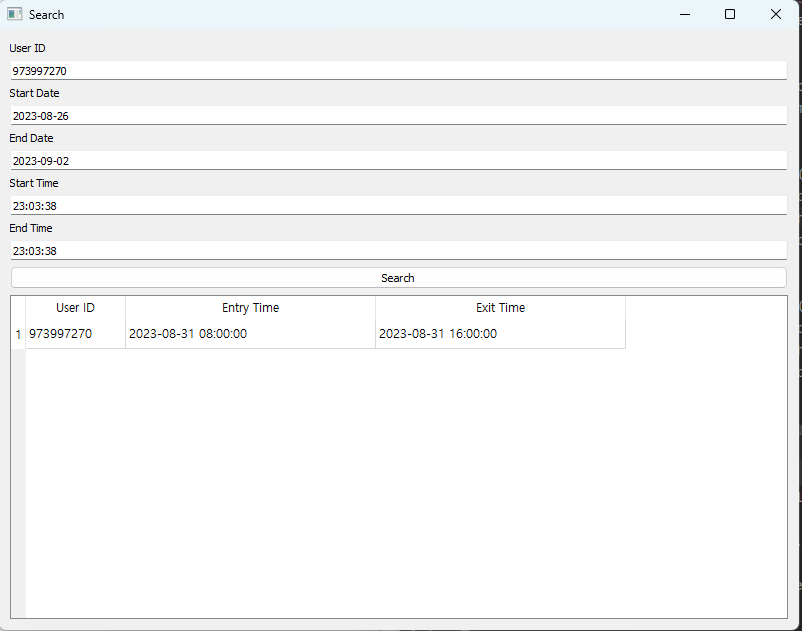 Search
User ID
973997270
Start Date
2023-08-26
End Date
2023-09-02
Start Time
23:03:38
End Time
23:03:38
Search
User ID Entry Time Exit Time
1 973997270 2023-08-31 08:00:00 2023-08-31 16:00:00